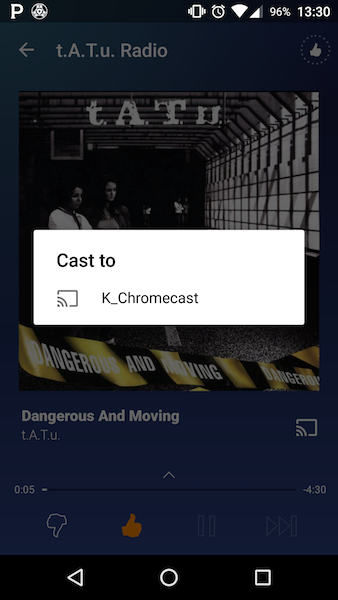 96% 13:30
t.A.T.u. Radio
t.A.T.u
Cast to
K_Chromecast
DANGEROUS AND MOVING DANGEROUS
Dangerous And Moving
t.A.T.u.
0:05 -4:30